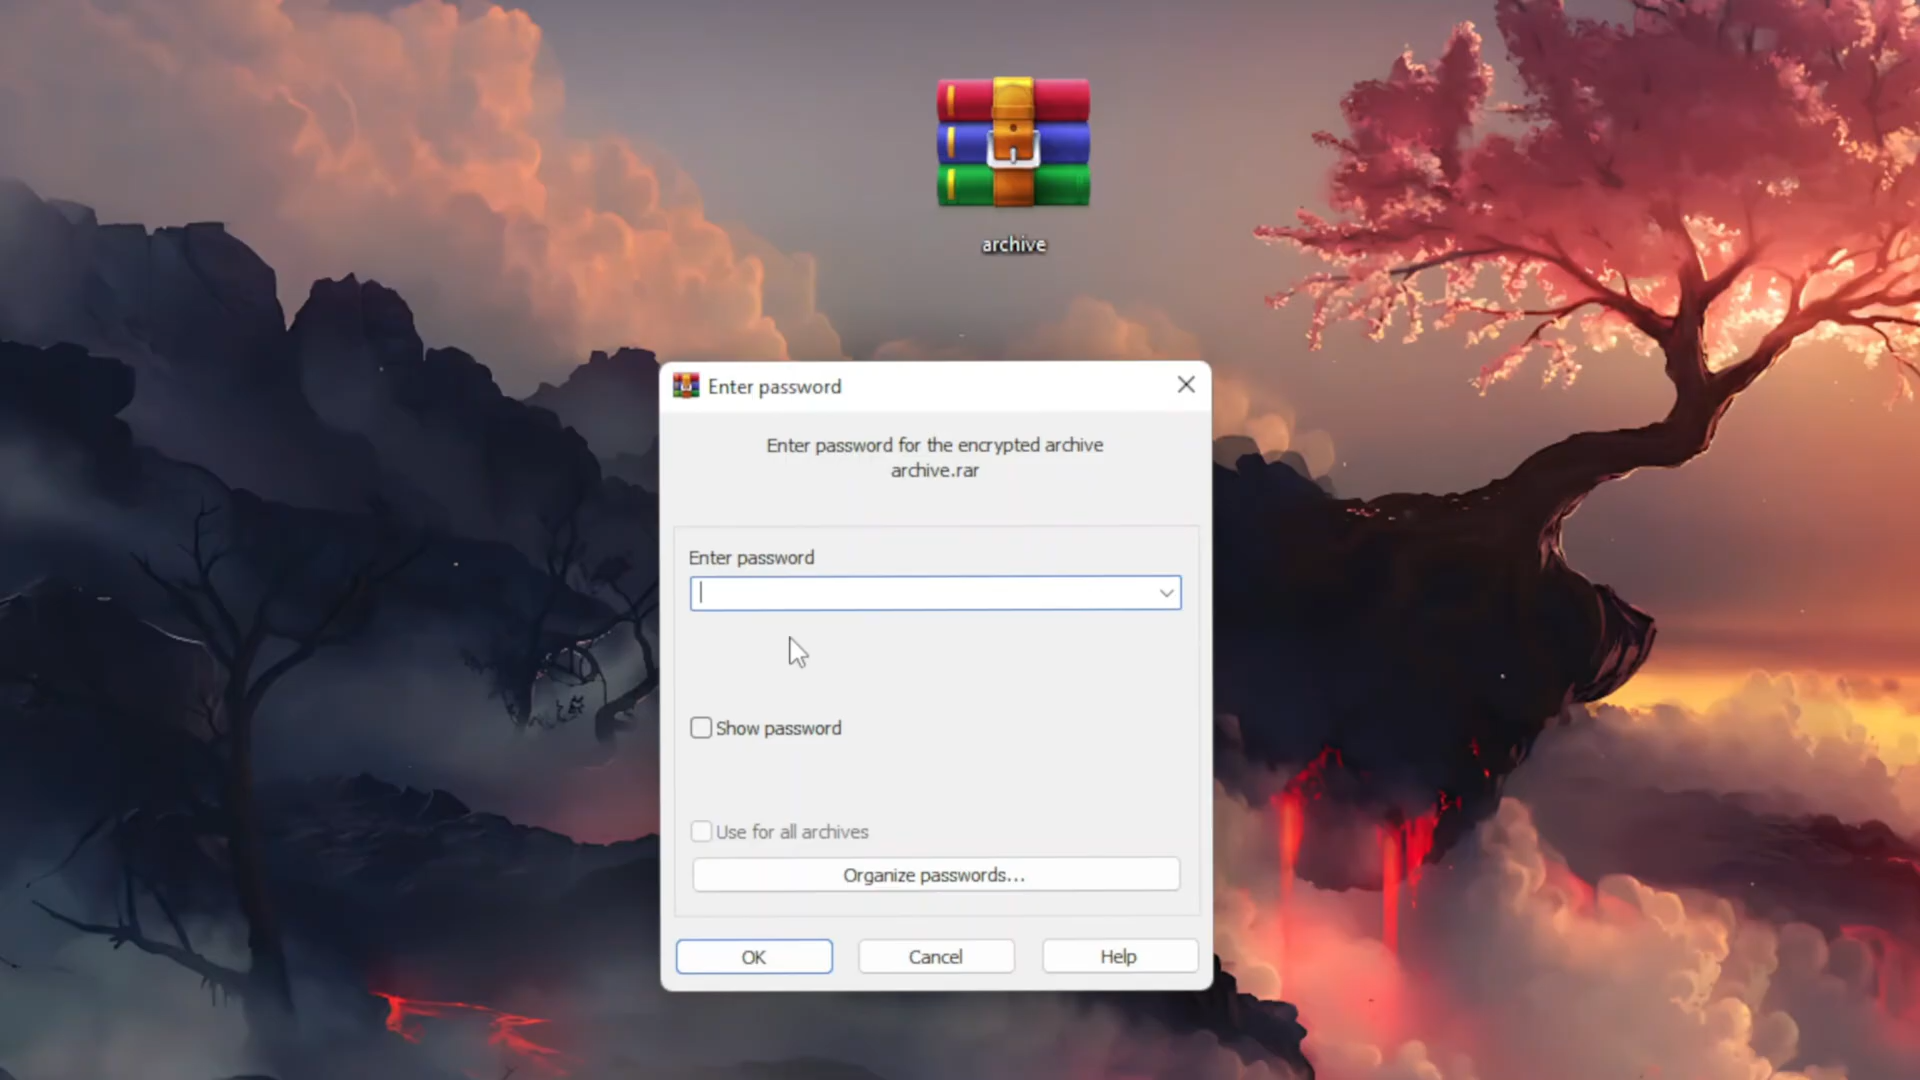 archive
Enter password
Enter password for the encrypted archive
archive.rar
Enter password
Show password
Use for all archives
Organize passwords...
OK
Cancel
Help